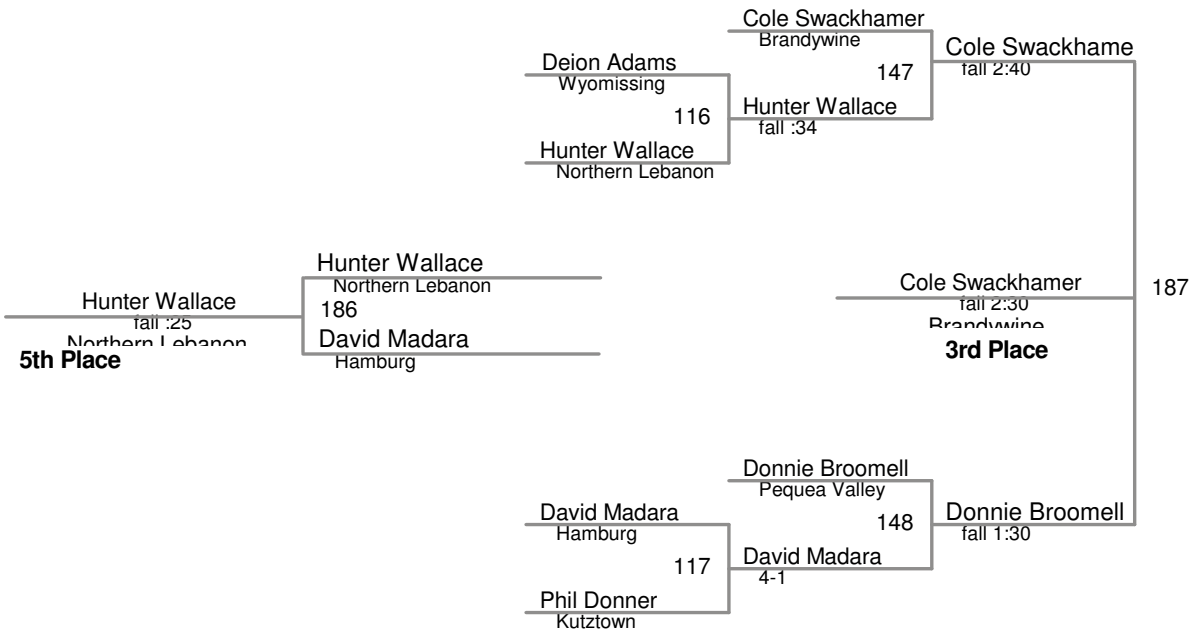 Cole Swackhamer
Brandywine
Cole Swackhame
fall 2:40
Deion Adams
Wyomissing
147
116
Hunter Wallace
fall :34
Hunter Wallace
Northern Lebanon
Hunter Wallace
Northern Lebanon
Hunter Wallace
fall :25
Northern Lebanon
5th Place
186
David Madara
Hamburg
Cole Swackhamer
fall 2:30
Brandywine
3rd Place
187
Donnie Broomell
Pequea Valley
David Madara
Hamburg
148
Donnie Broomell
fall 1:30
117
David Madara
4-1
Phil Donner
Kutztown